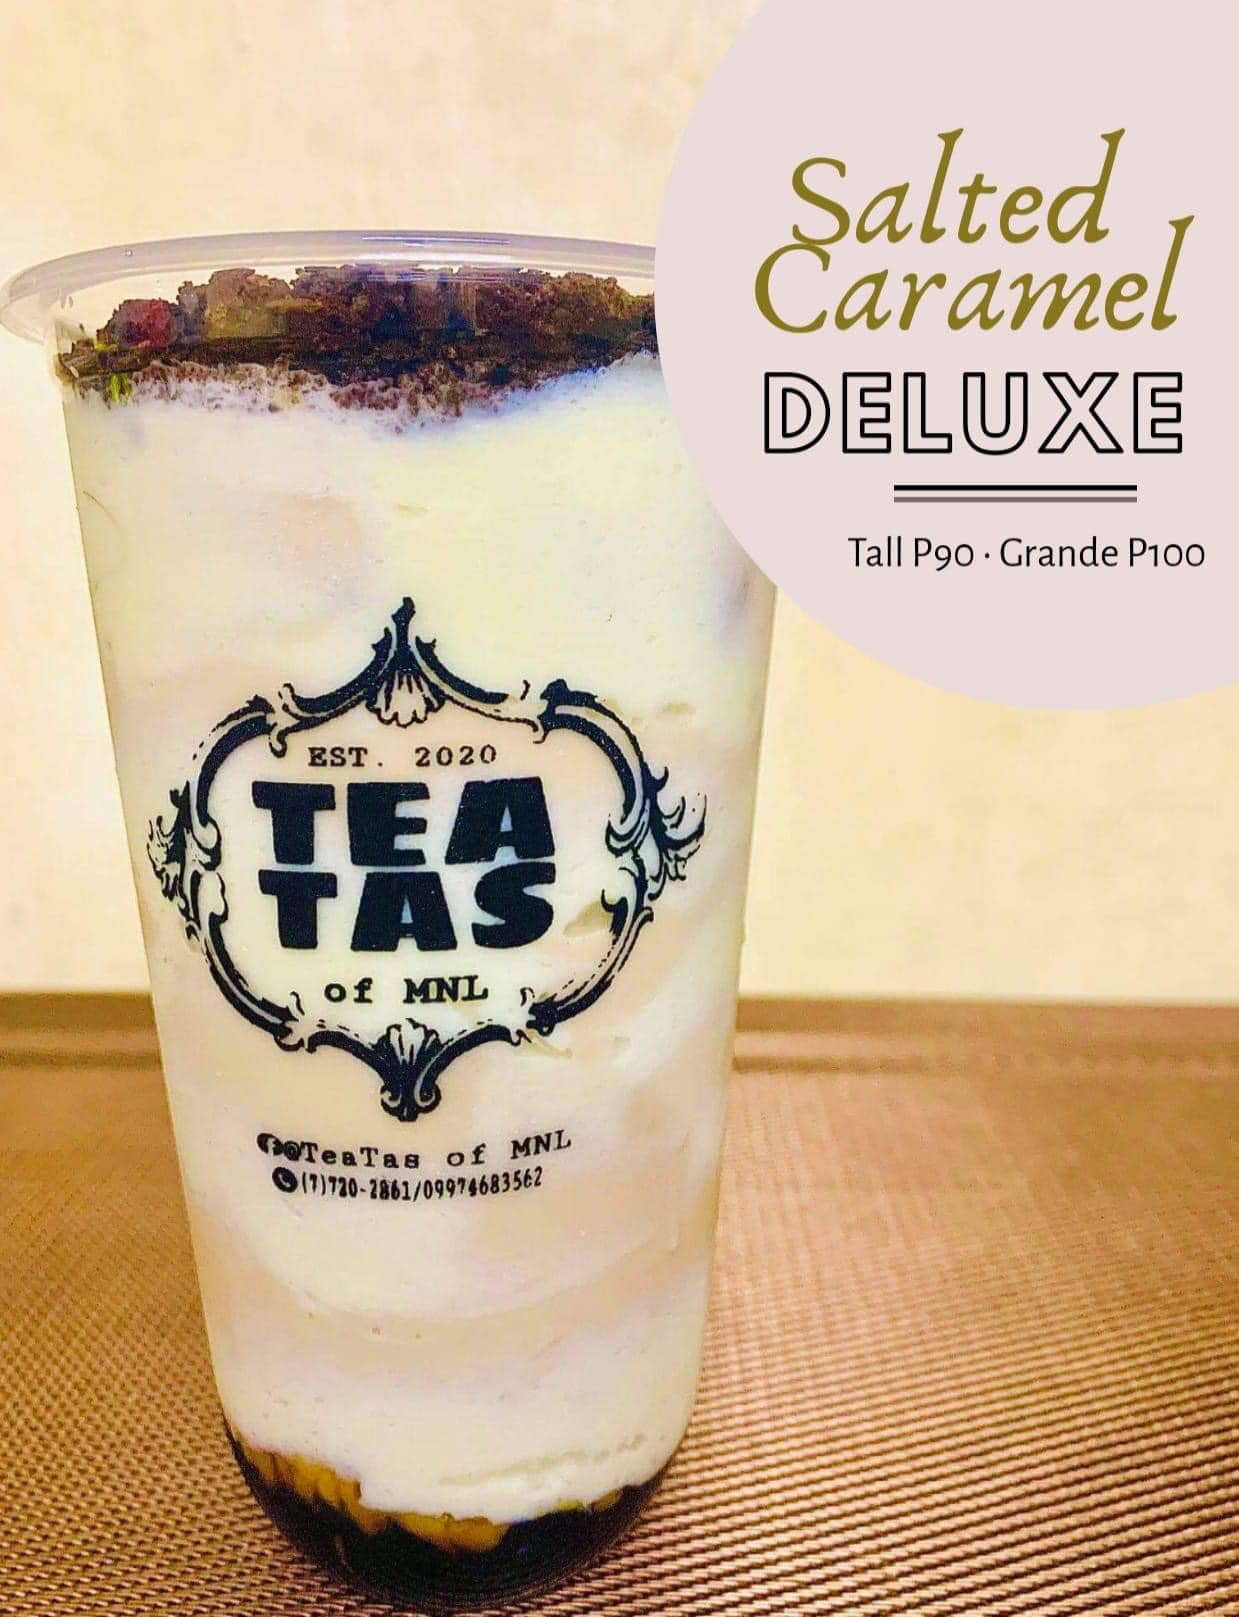 Salted
Caramel
DELUXE
Tall P90 · Grande P100
EST. 2020
TEA
TAS
of MNL
@TeaTas of MNL
(7)720-2861/09974683562